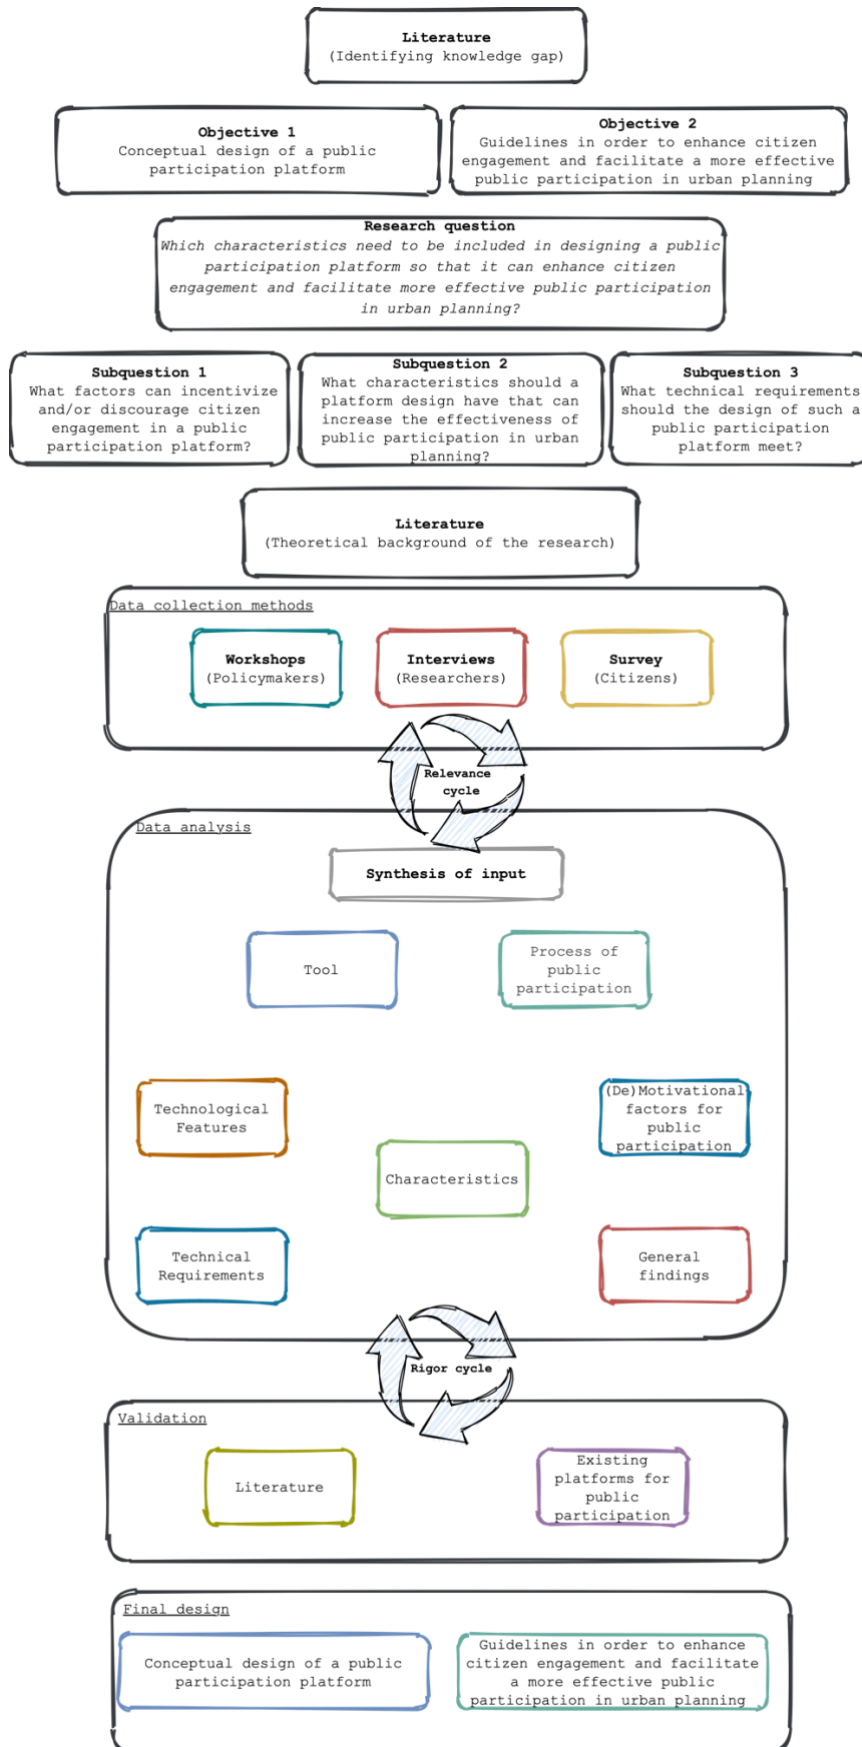 Literature
(Identifying knowledge gap)
Objective 1
Conceptual design of a public
participation platform
Objective 2
Guidelines in order to enhance citizen
engagement and facilitate a more effective
public participation in urban planning
Research question
Which characteristics need to be included in designing a public
participation platform so that it can enhance citizen
engagement and facilitate more effective public participation
in urban planning?
Subquestion 1
What factors can incentivize
and/or discourage citizen
engagement in a public
participation platform?
Subquestion 2
What characteristics should a
platform design have that can
increase the effectiveness of
public participation in urban
planning?
Subquestion 3
What technical requirements
should the design of such a
public participation
platform meet?
Literature
(Theoretical background of the research)
Data collection methods
Workshops
(Policymakers)
Interviews
(Researchers)
Survey
(Citizens)
Relevance
cycle
Data analysis
Synthesis of input
Tool
Process of
public
participation
Technological
Features
(De)Motivational
factors for
public
participation
Characteristics
Technical
Requirements
General
findings
Rigor cycle
Validation
Literature
Existing
platforms for
public
participation
Final design
Conceptual design of a public
participation platform
Guidelines in order to enhance
citizen engagement and facilitate
a more effective public
participation in urban planning